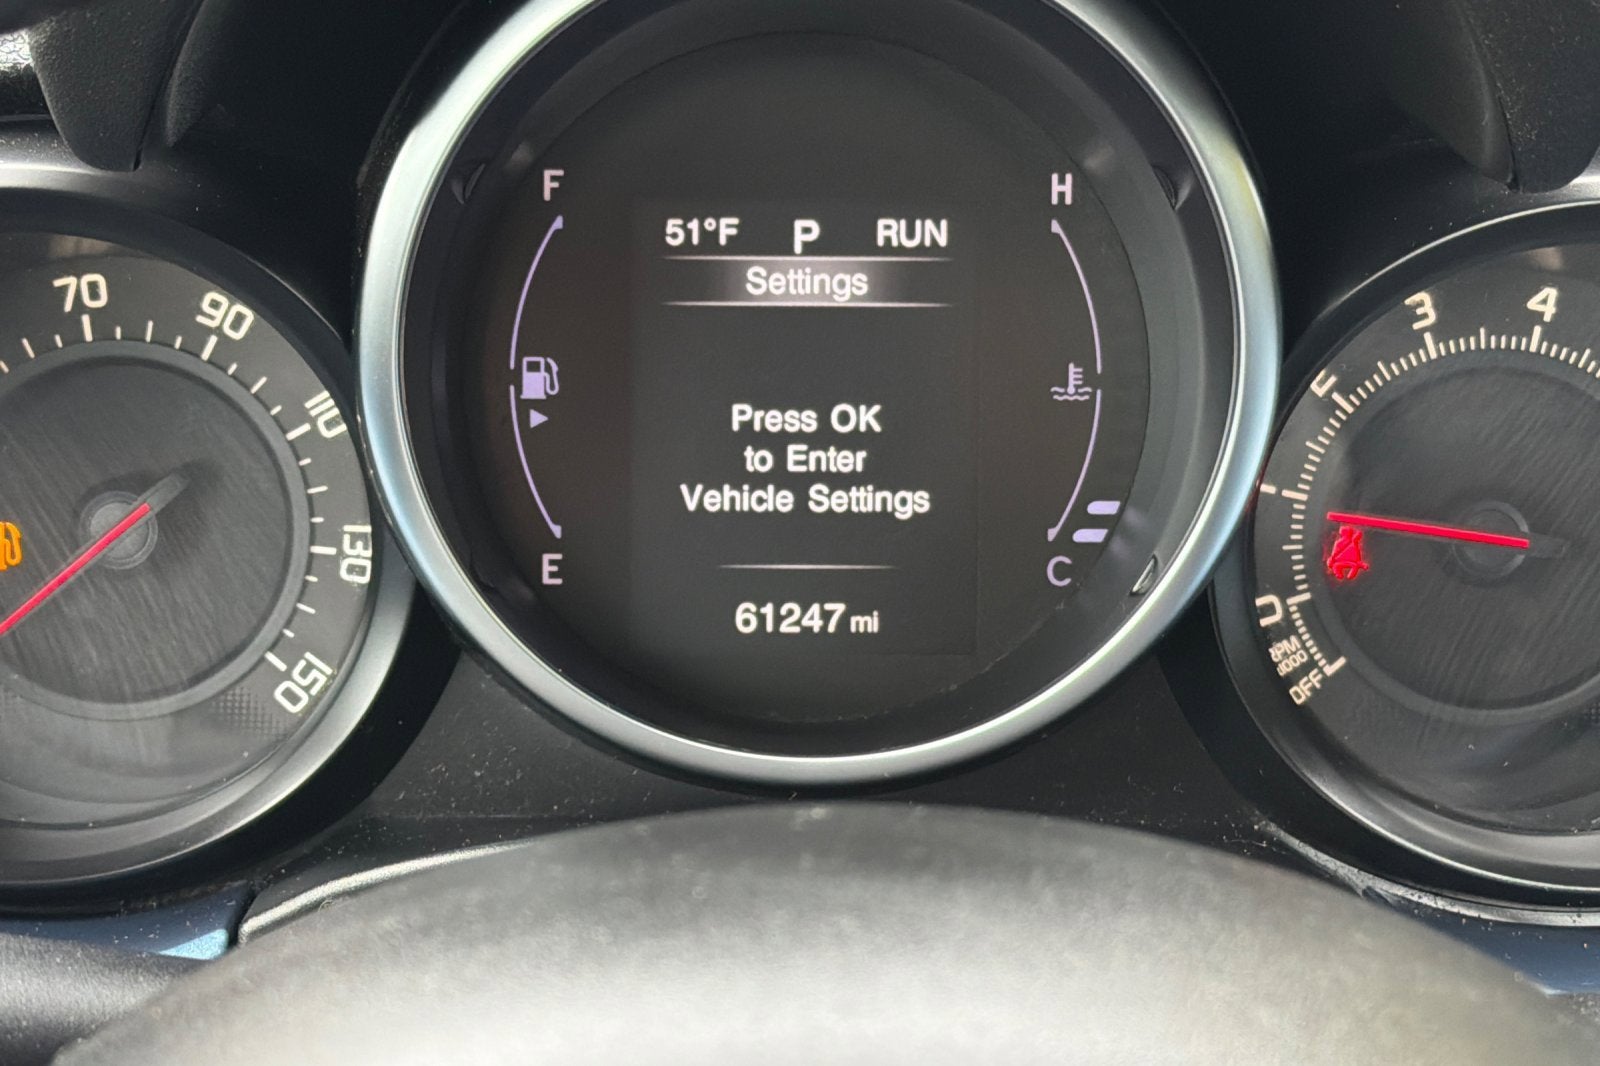 F
H
51°F P RUN
Settings
Press OK
to Enter
Vehicle Settings
E
C
61247 mi
70
90
110
130
150
3
4
0
RPM
x1000
OFF